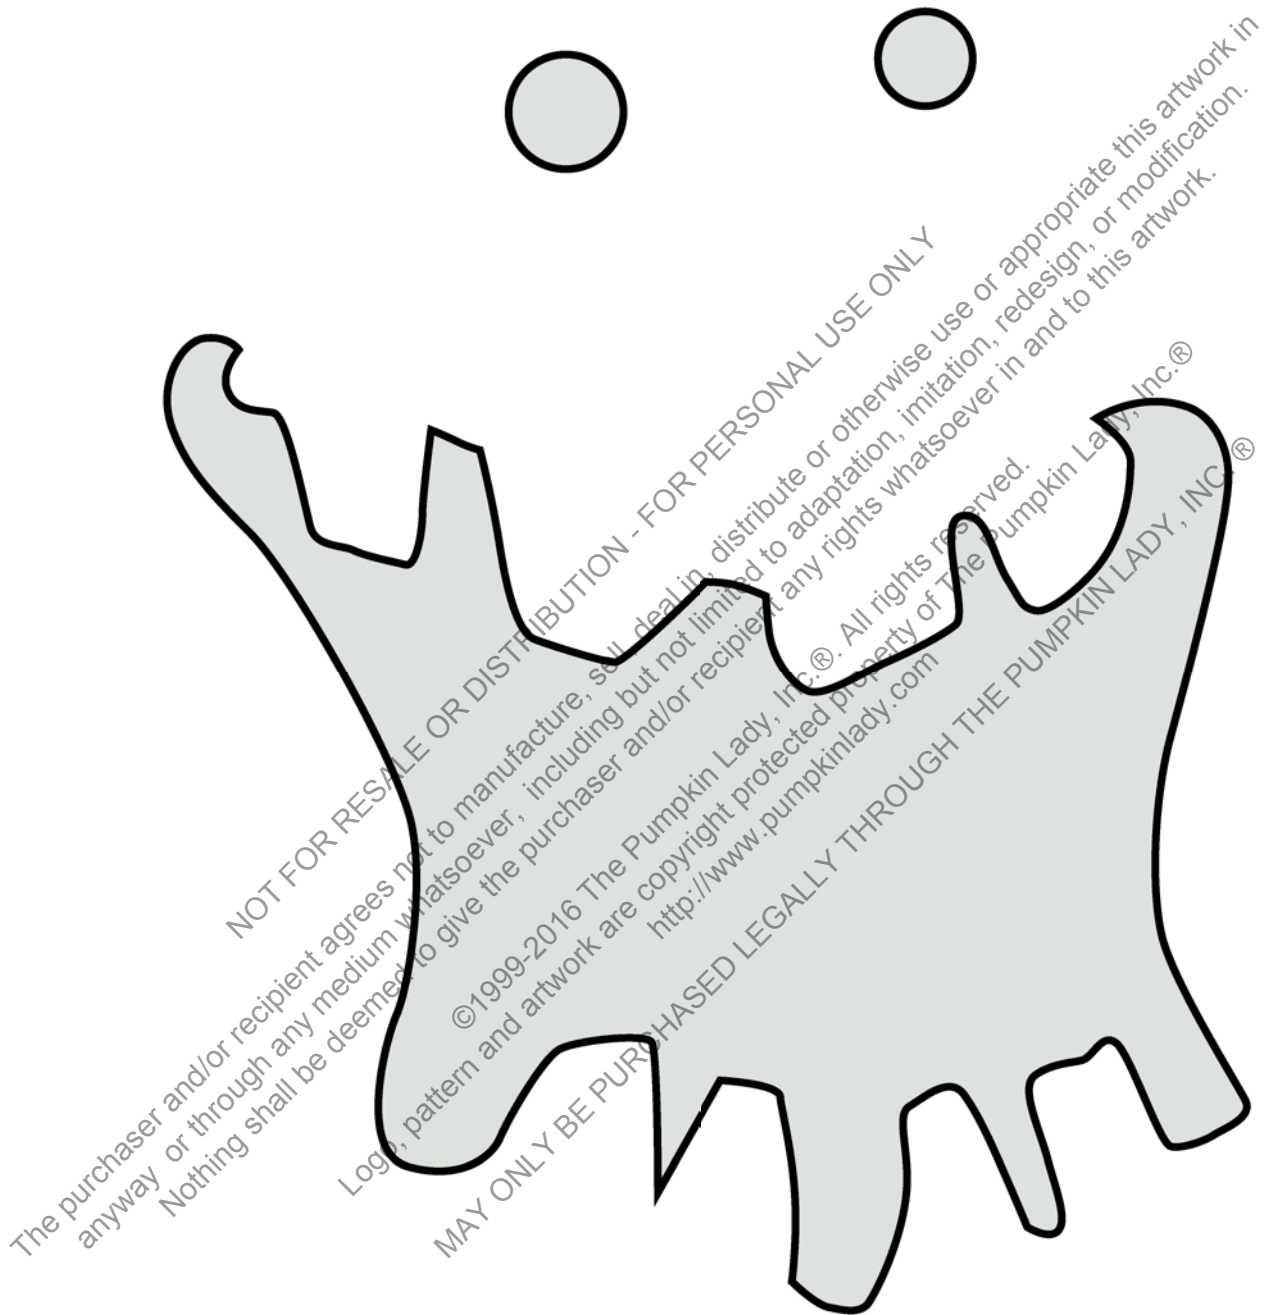 NOT FOR RESALE OR DISTRIBUTION - FOR PERSONAL USE ONLY
The purchaser and/or recipient agrees not to manufacture, sell, deal in, distribute or otherwise use or appropriate this artwork in
anyway or through any medium whatsoever, including but not limited to adaptation, imitation, redesign, or modification.
Nothing shall be deemed to give the purchaser and/or recipient any rights whatsoever in and to this artwork.
©1999-2016 The Pumpkin Lady, Inc.®. All rights reserved.
Logo, pattern and artwork are copyright protected property of The Pumpkin Lady, Inc.®
http://www.pumpkinlady.com
MAY ONLY BE PURCHASED LEGALLY THROUGH THE PUMPKIN LADY, INC.®